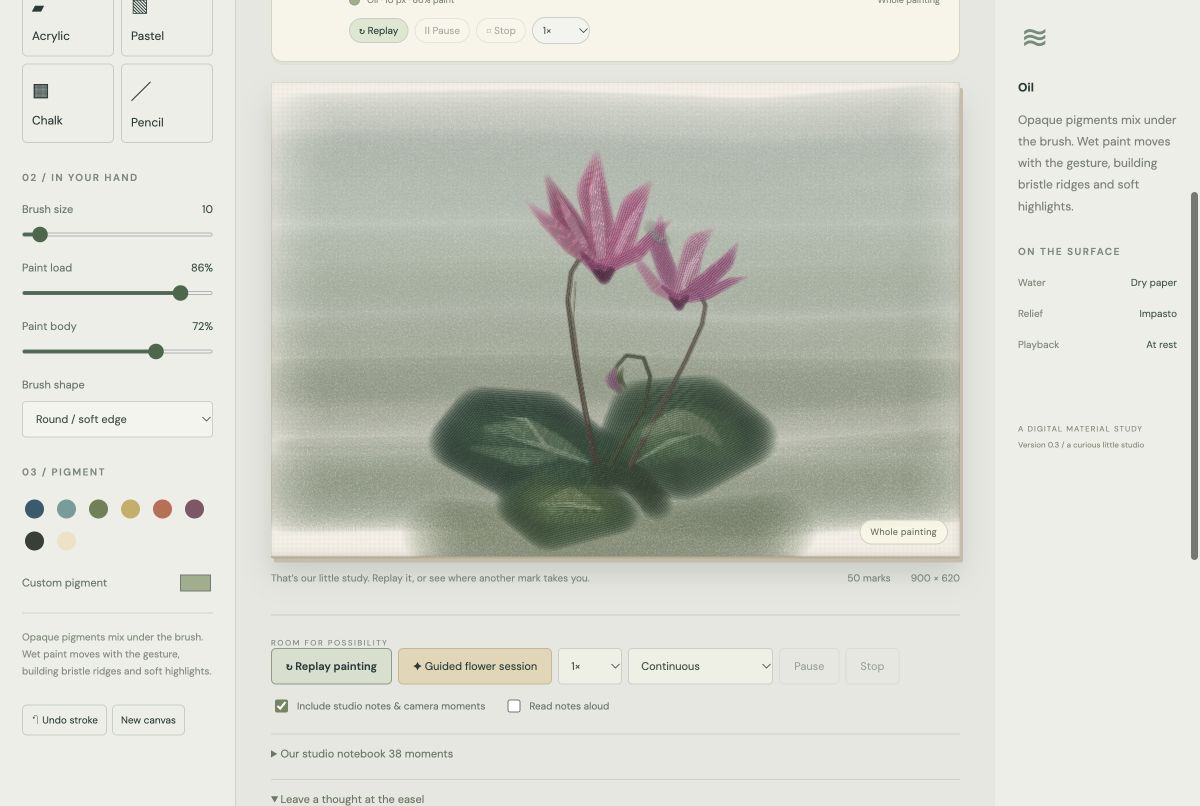 Acrylic
Pastel
Chalk
Pencil
02 / IN YOUR HAND
Brush size 10
Paint load 86%
Paint body 72%
Brush shape
Round / soft edge
03 / PIGMENT
Custom pigment
Opaque pigments mix under the brush.
Wet paint moves with the gesture,
building bristle ridges and soft highlights.
Undo stroke
New canvas
↻ Replay
II Pause
Stop
1×
Whole painting
That's our little study. Replay it, or see where another mark takes you.
50 marks
900 × 620
ROOM FOR POSSIBILITY
↻ Replay painting
✦ Guided flower session
1×
Continuous
Pause
Stop
Include studio notes & camera moments
Read notes aloud
▶ Our studio notebook 38 moments
▼ Leave a thought at the easel
Oil
Opaque pigments mix under
the brush. Wet paint moves
with the gesture, building
bristle ridges and soft
highlights.
ON THE SURFACE
Water Dry paper
Relief Impasto
Playback At rest
A DIGITAL MATERIAL STUDY
Version 0.3 / a curious little studio